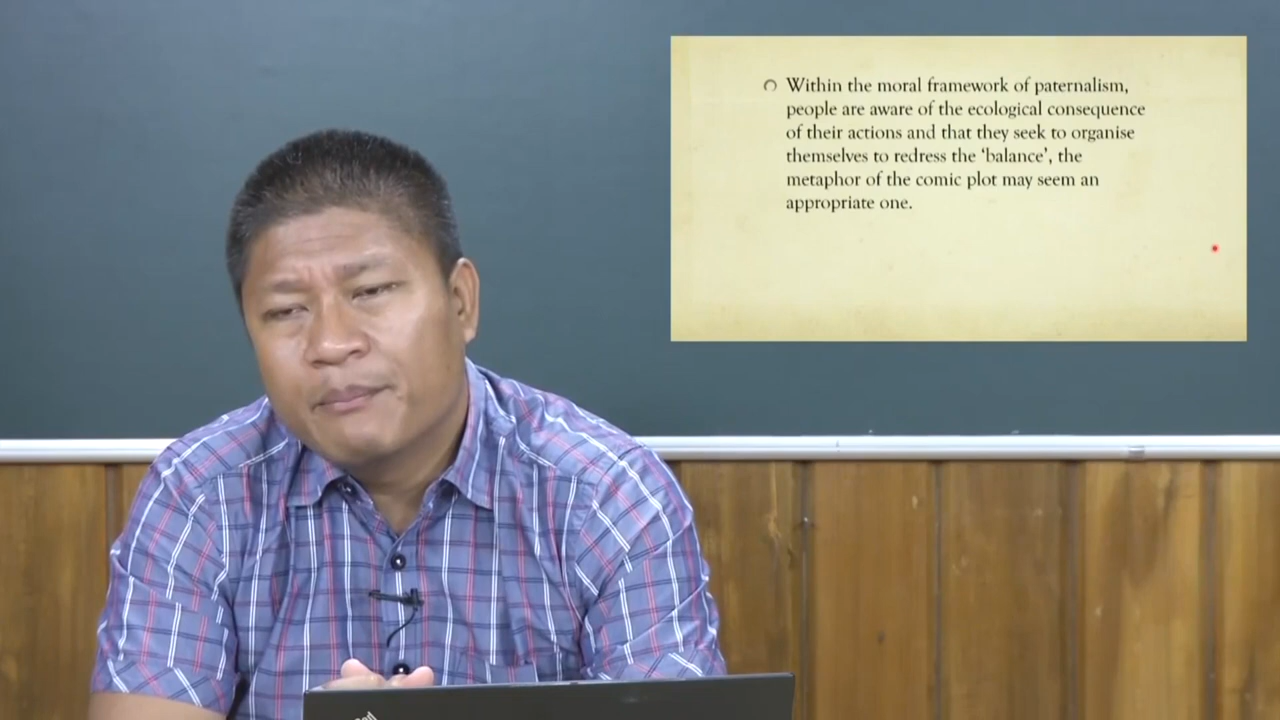 Within the moral framework of paternalism,
people are aware of the ecological consequence
of their actions and that they seek to organise
themselves to redress the ‘balance’, the
metaphor of the comic plot may seem an
appropriate one.